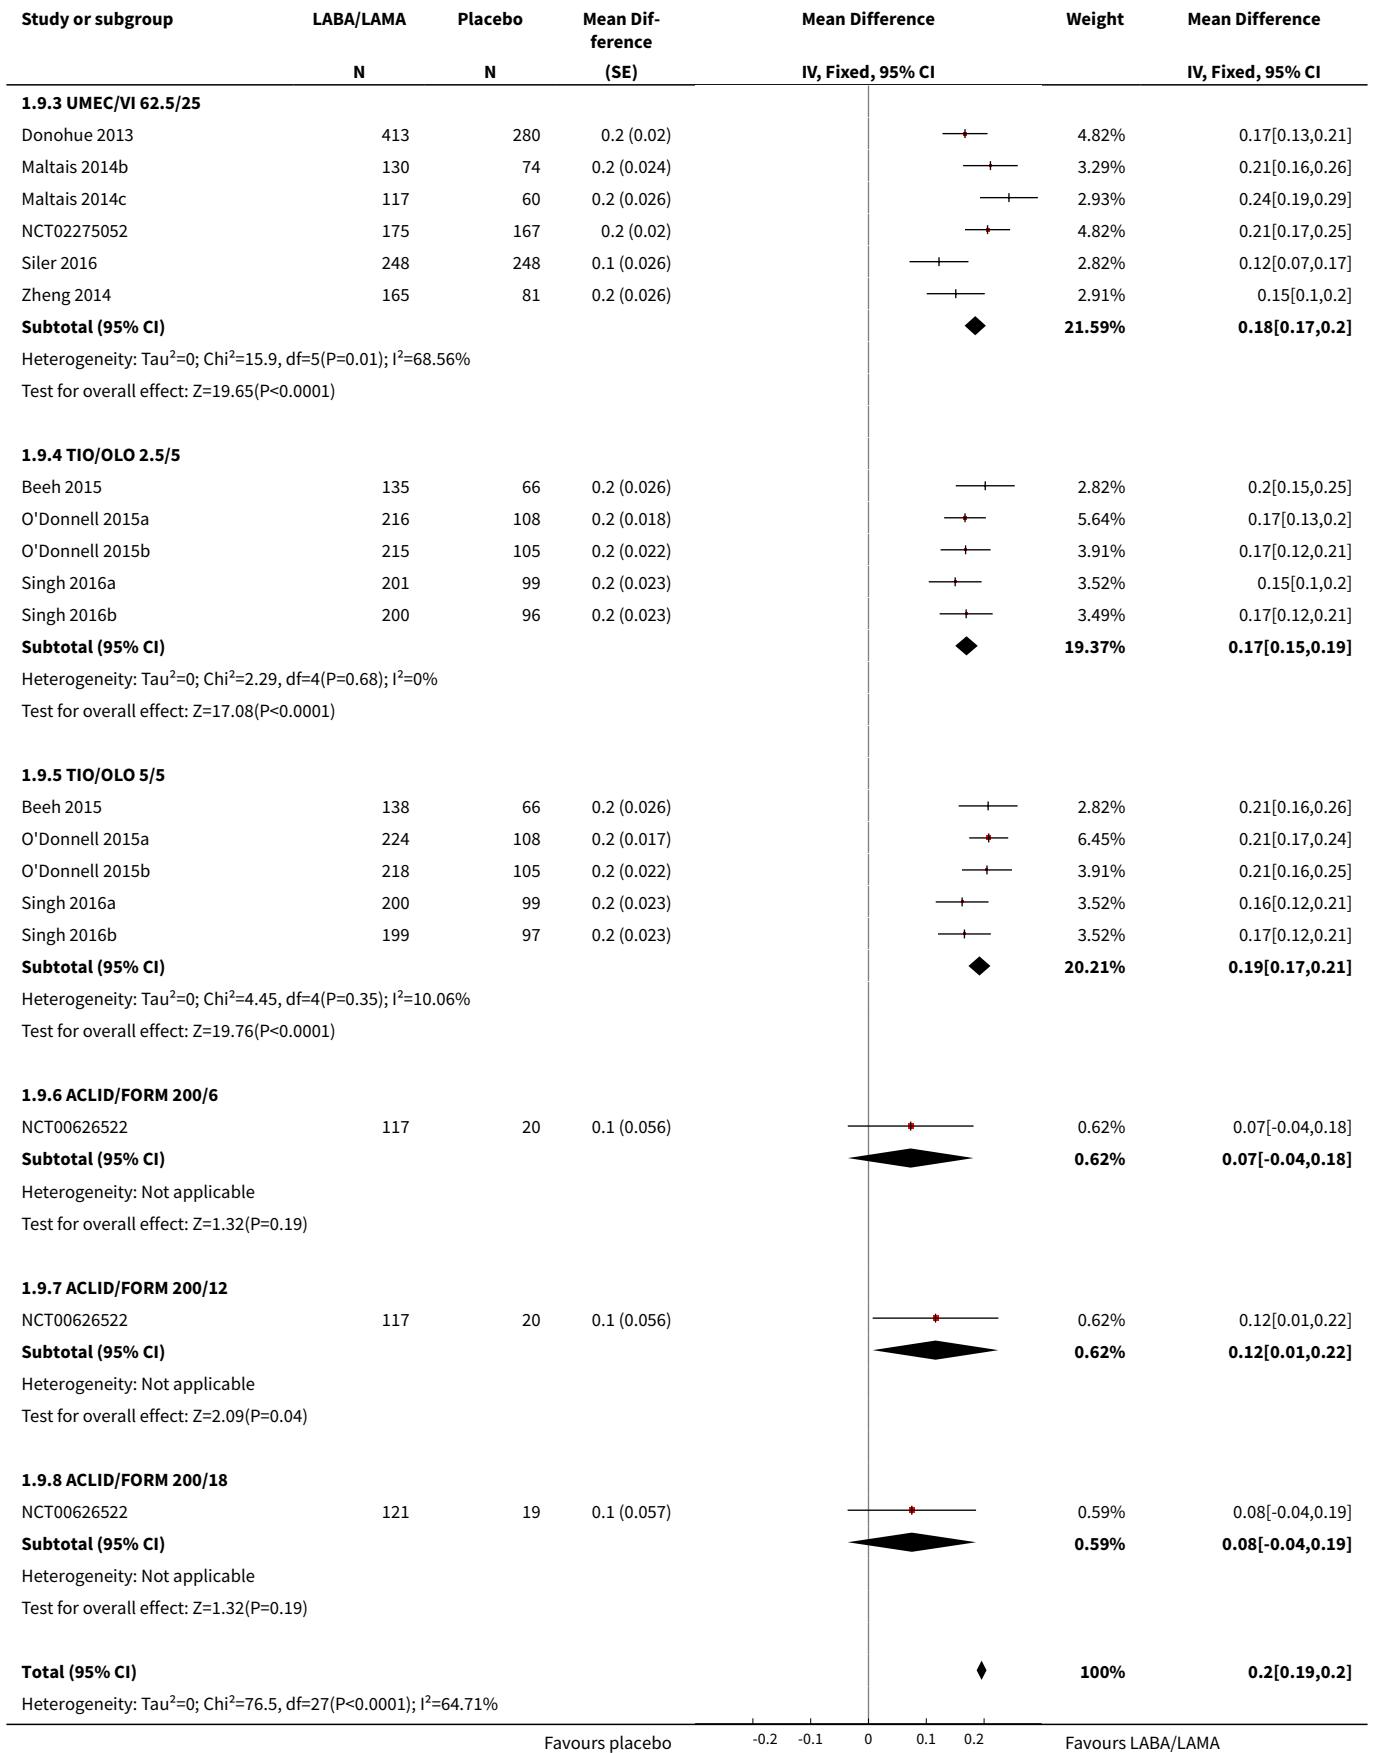 Study or subgroup LABA/LAMA Placebo Mean Dif- Mean Difference Weight Mean Difference
ference
N N (SE) IV, Fixed, 95% CI IV, Fixed, 95% CI
1.9.3 UMEC/VI 62.5/25
Donohue 2013 413 280 0.2 (0.02) 4.82% 0.17[0.13,0.21]
Maltais 2014b 130 74 0.2 (0.024) 3.29% 0.21[0.16,0.26]
Maltais 2014c 117 60 0.2 (0.026) 2.93% 0.24[0.19,0.29]
NCT02275052 175 167 0.2 (0.02) 4.82% 0.21[0.17,0.25]
Siler 2016 248 248 0.1 (0.026) 2.82% 0.12[0.07,0.17]
Zheng 2014 165 81 0.2 (0.026) 2.91% 0.15[0.1,0.2]
Subtotal (95% CI) 21.59% 0.18[0.17,0.2]
Heterogeneity: Tau²=0; Chi²=15.9, df=5(P=0.01); I²=68.56%
Test for overall effect: Z=19.65(P<0.0001)
1.9.4 TIO/OLO 2.5/5
Beeh 2015 135 66 0.2 (0.026) 2.82% 0.2[0.15,0.25]
O'Donnell 2015a 216 108 0.2 (0.018) 5.64% 0.17[0.13,0.2]
O'Donnell 2015b 215 105 0.2 (0.022) 3.91% 0.17[0.12,0.21]
Singh 2016a 201 99 0.2 (0.023) 3.52% 0.15[0.1,0.2]
Singh 2016b 200 96 0.2 (0.023) 3.49% 0.17[0.12,0.21]
Subtotal (95% CI) 19.37% 0.17[0.15,0.19]
Heterogeneity: Tau²=0; Chi²=2.29, df=4(P=0.68); I²=0%
Test for overall effect: Z=17.08(P<0.0001)
1.9.5 TIO/OLO 5/5
Beeh 2015 138 66 0.2 (0.026) 2.82% 0.21[0.16,0.26]
O'Donnell 2015a 224 108 0.2 (0.017) 6.45% 0.21[0.17,0.24]
O'Donnell 2015b 218 105 0.2 (0.022) 3.91% 0.21[0.16,0.25]
Singh 2016a 200 99 0.2 (0.023) 3.52% 0.16[0.12,0.21]
Singh 2016b 199 97 0.2 (0.023) 3.52% 0.17[0.12,0.21]
Subtotal (95% CI) 20.21% 0.19[0.17,0.21]
Heterogeneity: Tau²=0; Chi²=4.45, df=4(P=0.35); I²=10.06%
Test for overall effect: Z=19.76(P<0.0001)
1.9.6 ACLID/FORM 200/6
NCT00626522 117 20 0.1 (0.056) 0.62% 0.07[-0.04,0.18]
Subtotal (95% CI) 0.62% 0.07[-0.04,0.18]
Heterogeneity: Not applicable
Test for overall effect: Z=1.32(P=0.19)
1.9.7 ACLID/FORM 200/12
NCT00626522 117 20 0.1 (0.056) 0.62% 0.12[0.01,0.22]
Subtotal (95% CI) 0.62% 0.12[0.01,0.22]
Heterogeneity: Not applicable
Test for overall effect: Z=2.09(P=0.04)
1.9.8 ACLID/FORM 200/18
NCT00626522 121 19 0.1 (0.057) 0.59% 0.08[-0.04,0.19]
Subtotal (95% CI) 0.59% 0.08[-0.04,0.19]
Heterogeneity: Not applicable
Test for overall effect: Z=1.32(P=0.19)
Total (95% CI) 100% 0.2[0.19,0.2]
Heterogeneity: Tau²=0; Chi²=76.5, df=27(P<0.0001); I²=64.71%
Favours placebo -0.2 -0.1 0 0.1 0.2 Favours LABA/LAMA